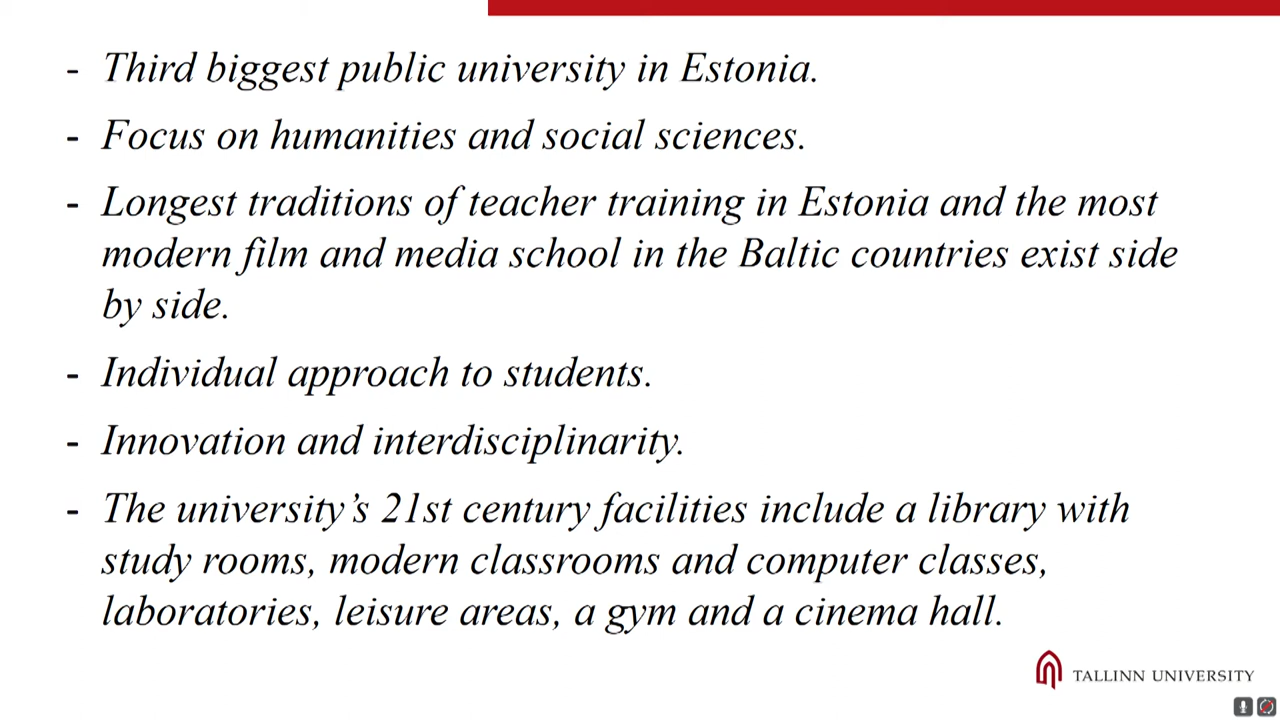 - Third biggest public university in Estonia.
- Focus on humanities and social sciences.
- Longest traditions of teacher training in Estonia and the most
modern film and media school in the Baltic countries exist side
by side.
- Individual approach to students.
- Innovation and interdisciplinarity.
- The university’s 21st century facilities include a library with
study rooms, modern classrooms and computer classes,
laboratories, leisure areas, a gym and a cinema hall.
TALLINN UNIVERSITY